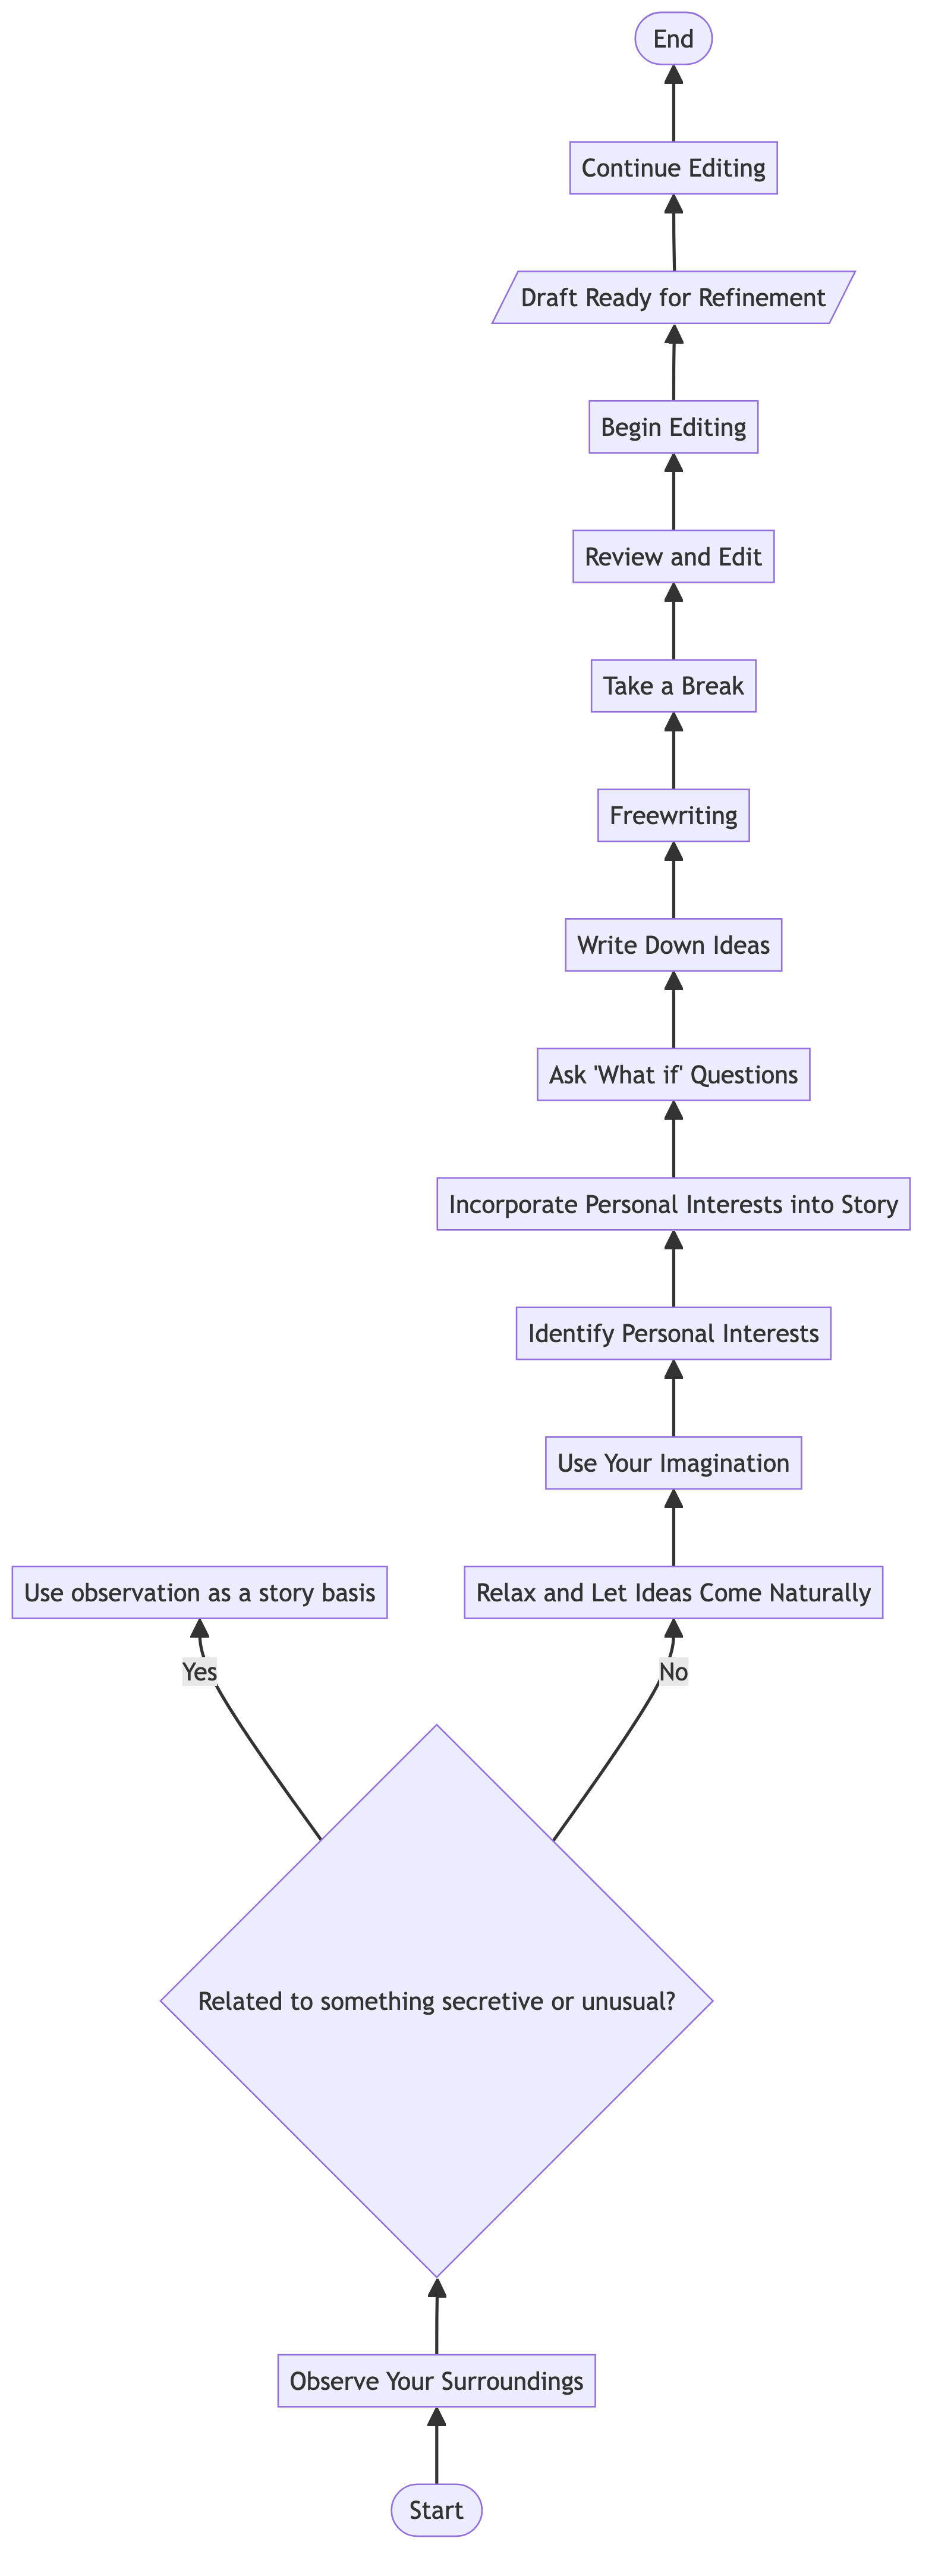 End
Continue Editing
Draft Ready for Refinement
Begin Editing
Review and Edit
Take a Break
Freewriting
Write Down Ideas
Ask 'What if' Questions
Incorporate Personal Interests into Story
Identify Personal Interests
Use Your Imagination
Use observation as a story basis
Relax and Let Ideas Come Naturally
Yes
No
Related to something secretive or unusual?
Observe Your Surroundings
Start